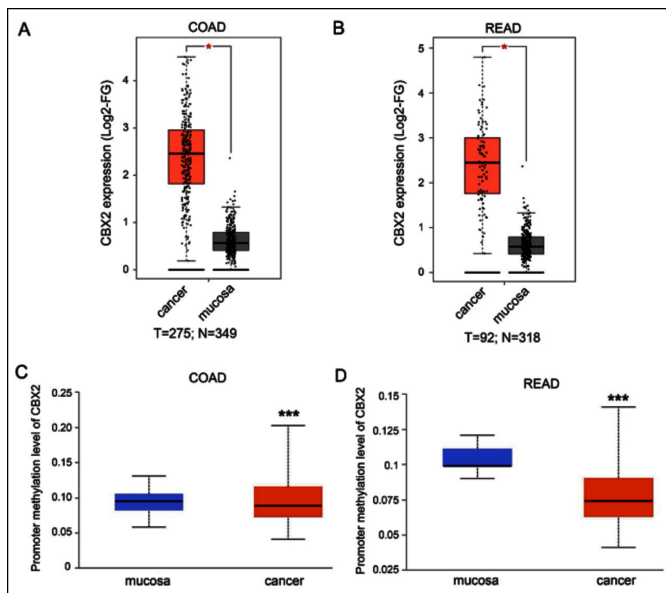 A
COAD
CBX2 expression (Log2-FG)
4
3
2
1
0
*
cancer
mucosa
T=275; N=349
B
READ
CBX2 expression (Log2-FG)
5
4
3
2
1
0
*
cancer
mucosa
T=92; N=318
C
COAD
Promoter methylation level of CBX2
0.25
0.20
0.15
0.10
0.05
0
***
mucosa
cancer
D
READ
Promoter methylation level of CBX2
0.15
0.125
0.1
0.075
0.05
0.025
***
mucosa
cancer